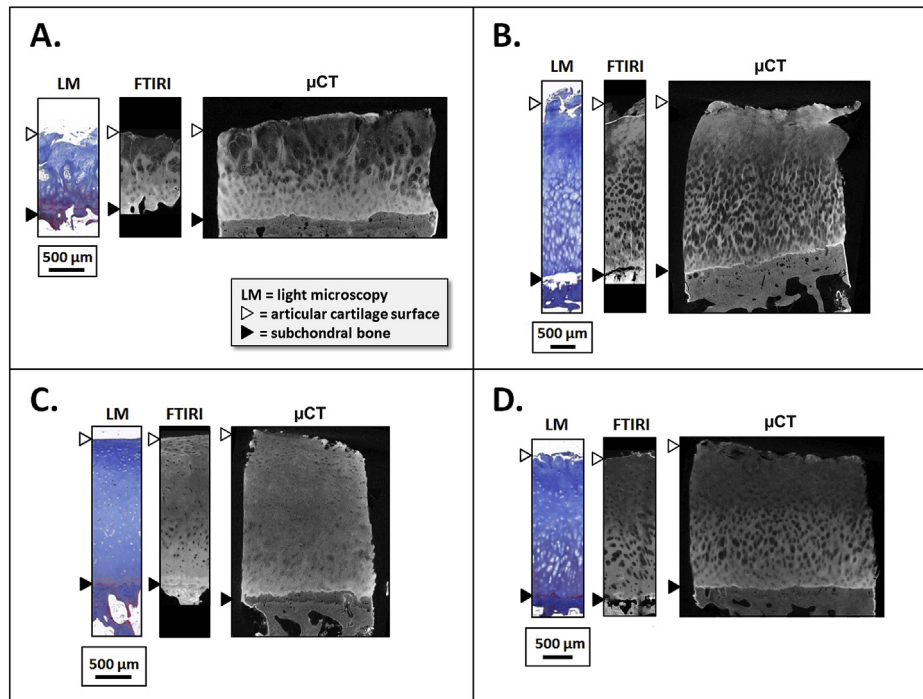 A.
LM FTIRI µCT
500 µm
LM = light microscopy
▷ = articular cartilage surface
▶ = subchondral bone
B.
LM FTIRI µCT
500 µm
C.
LM FTIRI µCT
500 µm
D.
LM FTIRI µCT
500 µm